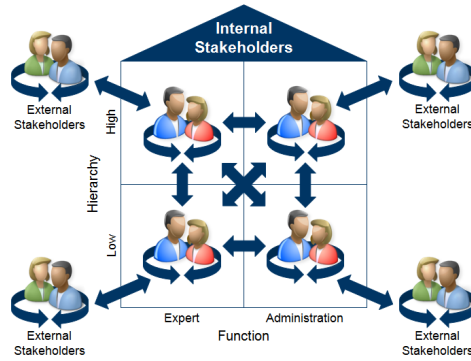 Internal
Stakeholders
External
Stakeholders
External
Stakeholders
High
Hierarchy
Low
External
Stakeholders
External
Stakeholders
Expert
Administration
Function